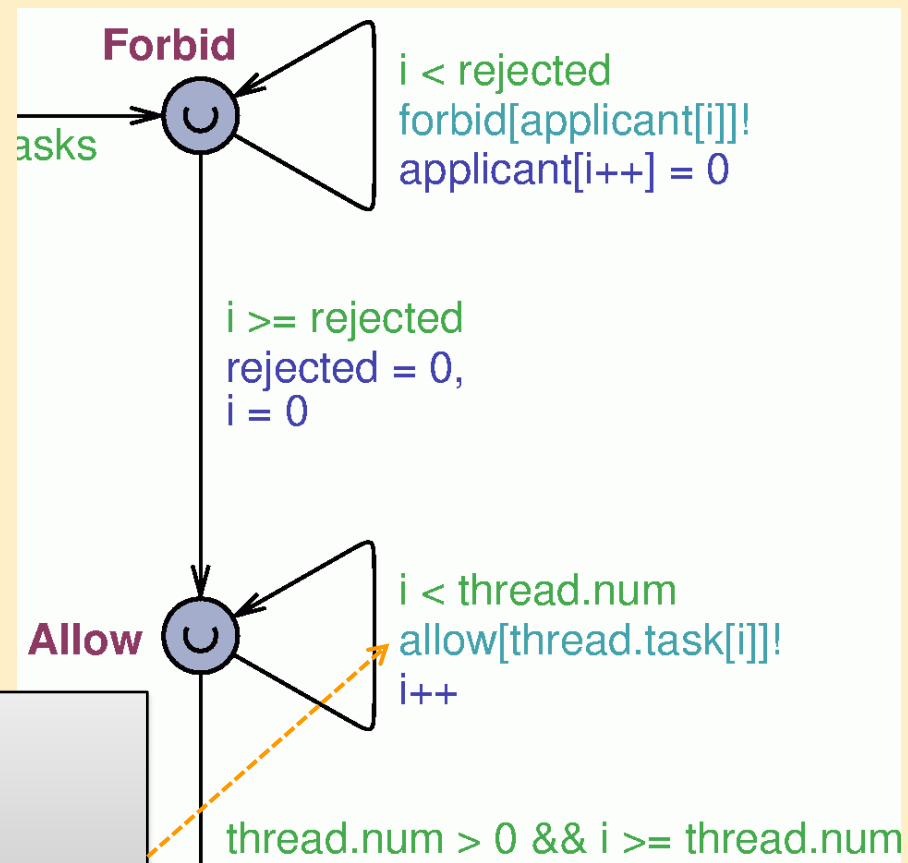 Forbid
i < rejected
forbid[applicant[i]]!
applicant[i++] = 0
asks
i >= rejected
rejected = 0,
i = 0
Allow
i < thread.num
allow[thread.task[i]]!
i++
thread.num > 0 && i >= thread.num